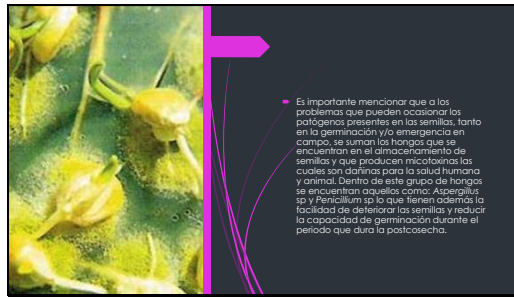 Es importante mencionar que a los
problemas que pueden ocasionar los
patógenos presentes en las semillas, tanto
en la germinación y/o emergencia en
campo, se suman los hongos que se
encuentran en el almacenamiento de
semillas y que producen micotoxinas las
cuales son dañinas para la salud humana
y animal. Dentro de este grupo de hongos
se encuentran aquellos como: Aspergillus
sp y Penicillium sp lo que tienen además la
facilidad de deteriorar las semillas y reducir
la capacidad de germinación durante el
periodo que dura la postcosecha.